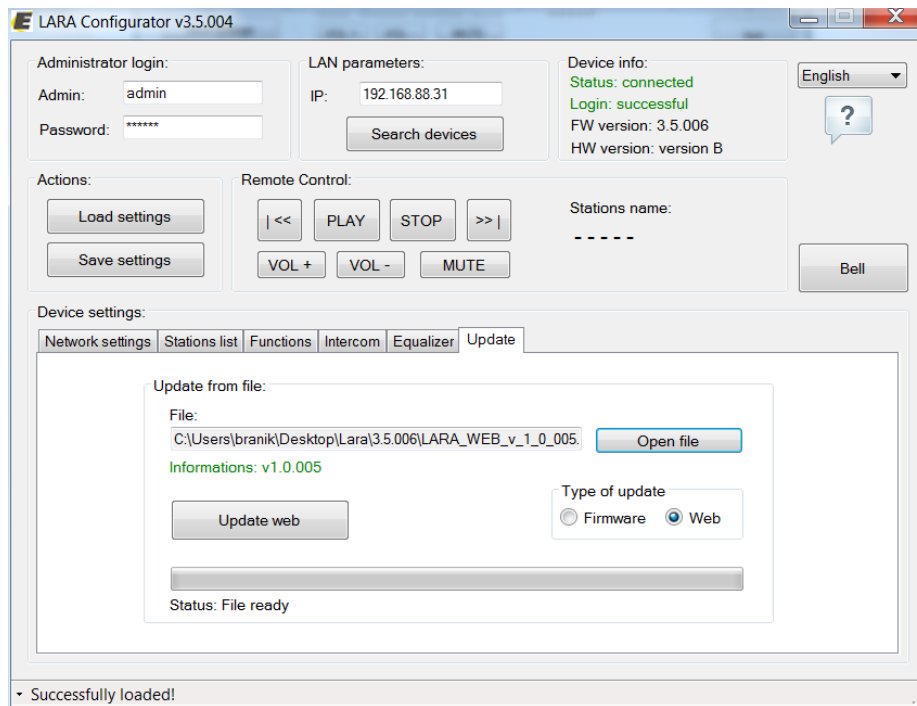 LARA Configurator v3.5.004
Administrator login:
Admin:
admin
Password:
******
LAN parameters:
IP:
192.168.88.31
Search devices
Device info:
Status: connected
Login: successful
FW version: 3.5.006
HW version: version B
English
?
Actions:
Load settings
Save settings
Remote Control:
|<<
PLAY
STOP
>>|
VOL +
VOL -
MUTE
Stations name:
- - - - -
Bell
Device settings:
Network settings
Stations list
Functions
Intercom
Equalizer
Update
Update from file:
File:
C:\Users\branik\Desktop\Lara\3.5.006\LARA_WEB_v_1_0_005.
Open file
Informations: v1.0.005
Update web
Type of update
Firmware
Web
Status: File ready
Successfully loaded!